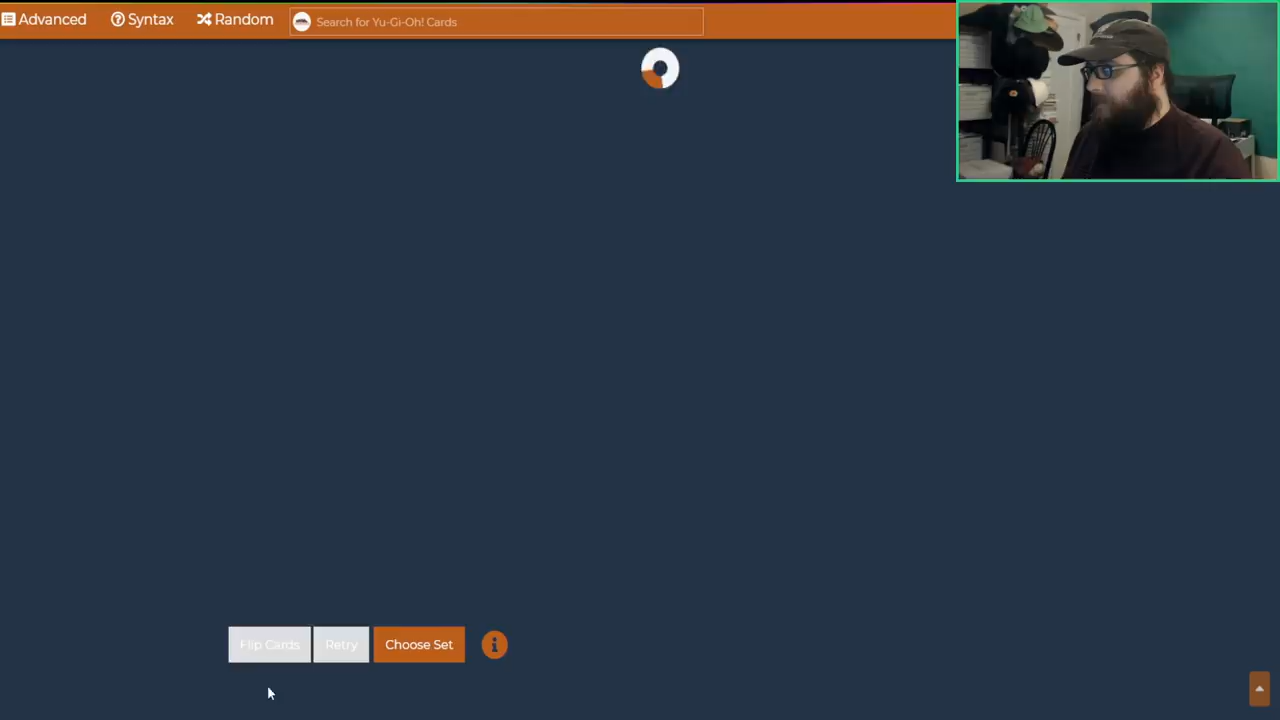 Advanced Syntax Random Search for Yu-Gi-Oh! Cards
Flip Cards Retry Choose Set